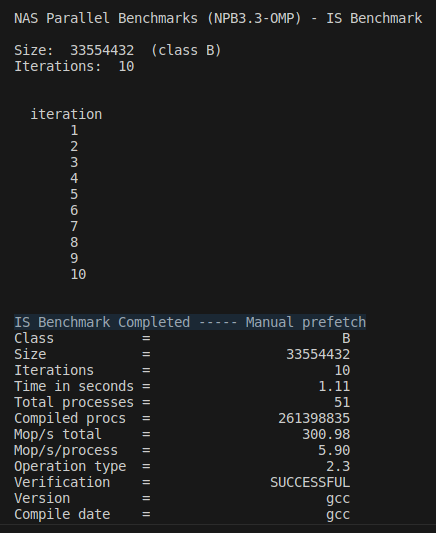 NAS Parallel Benchmarks (NPB3.3-OMP) - IS Benchmark
Size:  33554432  (class B)
Iterations:  10
iteration
1
2
3
4
5
6
7
8
9
10
IS Benchmark Completed ----- Manual prefetch
Class           =                        B
Size            =                 33554432
Iterations      =                       10
Time in seconds =                     1.11
Total processes =                       51
Compiled procs  =                261398835
Mop/s total     =                   300.98
Mop/s/process   =                     5.90
Operation type  =                      2.3
Verification    =               SUCCESSFUL
Version         =                      gcc
Compile date    =                      gcc